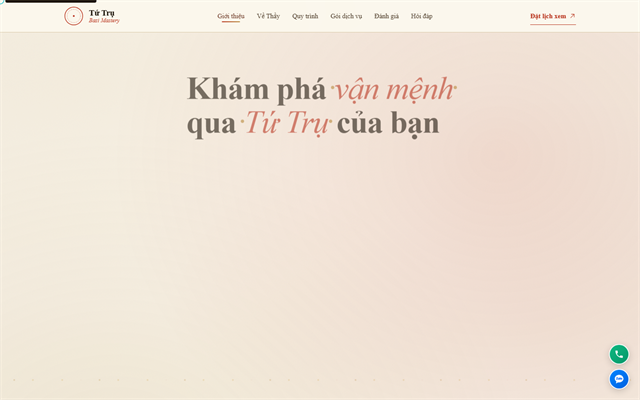 Tứ Trụ
Bazi Mastery
Giới thiệu
Về Thầy
Quy trình
Gói dịch vụ
Đánh giá
Hỏi đáp
Đặt lịch xem
Khám phá vận mệnh
qua Tứ Trụ của bạn